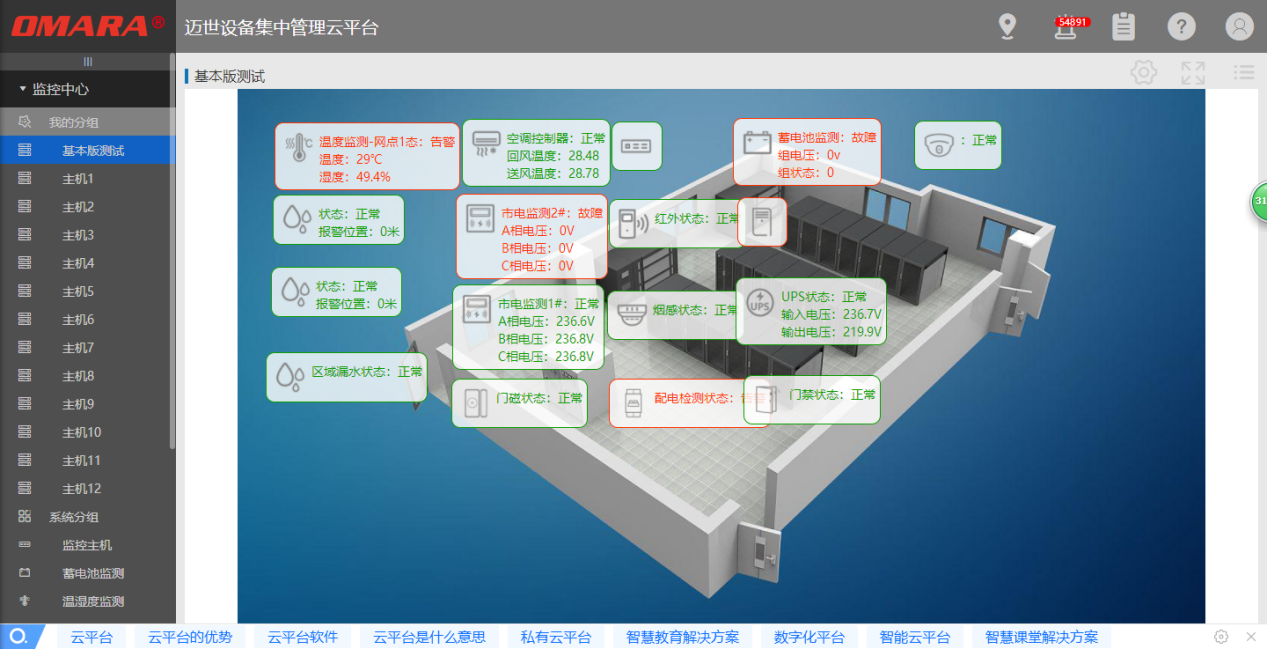 OMARA®
迈世设备集中管理云平台
54891
?
监控中心
我的分组
基本版测试
主机1
主机2
主机3
主机4
主机5
主机6
主机7
主机8
主机9
主机10
主机11
主机12
系统分组
监控主机
蓄电池监测
温湿度监测
基本版测试
温度监测-网点1态：告警
温度：29℃
湿度：49.4%
空调控制器：正常
回风温度：28.48
送风温度：28.78
蓄电池监测：故障
组电压：0v
组状态：0
：正常
状态：正常
报警位置：0米
市电监测2#：故障
A相电压：0V
B相电压：0V
C相电压：0V
红外状态：正常
状态：正常
报警位置：0米
市电监测1#：正常
A相电压：236.6V
B相电压：236.8V
C相电压：236.8V
烟感状态：正常
UPS
UPS状态：正常
输入电压：236.7V
输出电压：219.9V
区域漏水状态：正常
门磁状态：正常
配电检测状态：告警
门禁状态：正常
31
云平台
云平台的优势
云平台软件
云平台是什么意思
私有云平台
智慧教育解决方案
数字化平台
智能云平台
智慧课堂解决方案